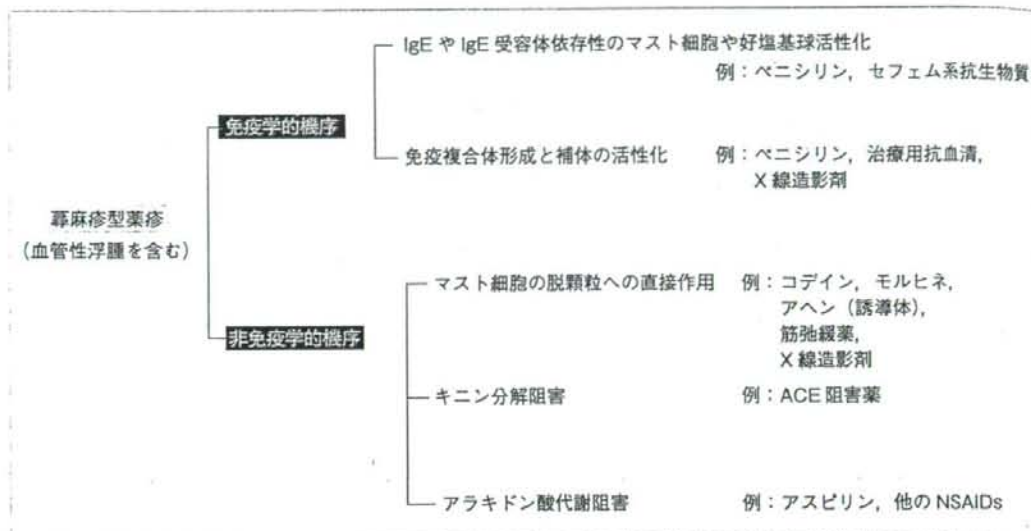 IgE や IgE 受容体依存性のマスト細胞や好塩基球活性化
例：ペニシリン，セフェム系抗生物質
免疫学的機序
免疫複合体形成と補体の活性化 例：ペニシリン，治療用抗血清，
X 線造影剤
蕁麻疹型薬疹
（血管性浮腫を含む）
マスト細胞の脱顆粒への直接作用 例：コデイン，モルヒネ，
アヘン（誘導体），
筋弛緩薬，
X 線造影剤
非免疫学的機序
キニン分解阻害 例：ACE 阻害薬
アラキドン酸代謝阻害 例：アスピリン，他の NSAIDs